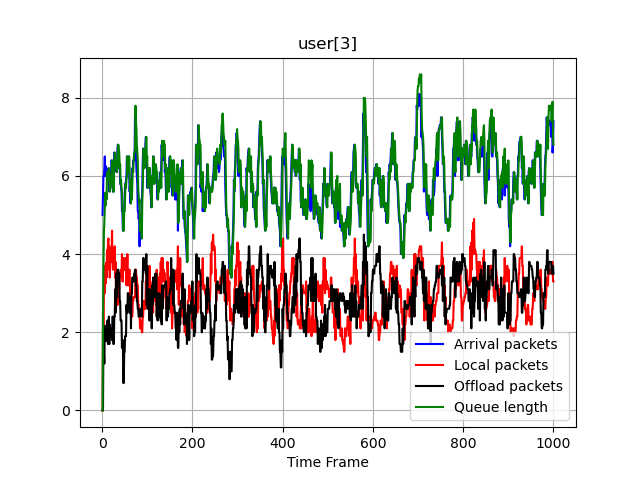 user[3]
8
6
4
2
0
Arrival packets
Local packets
Offload packets
Queue length
0 200 400 600 800 1000
Time Frame